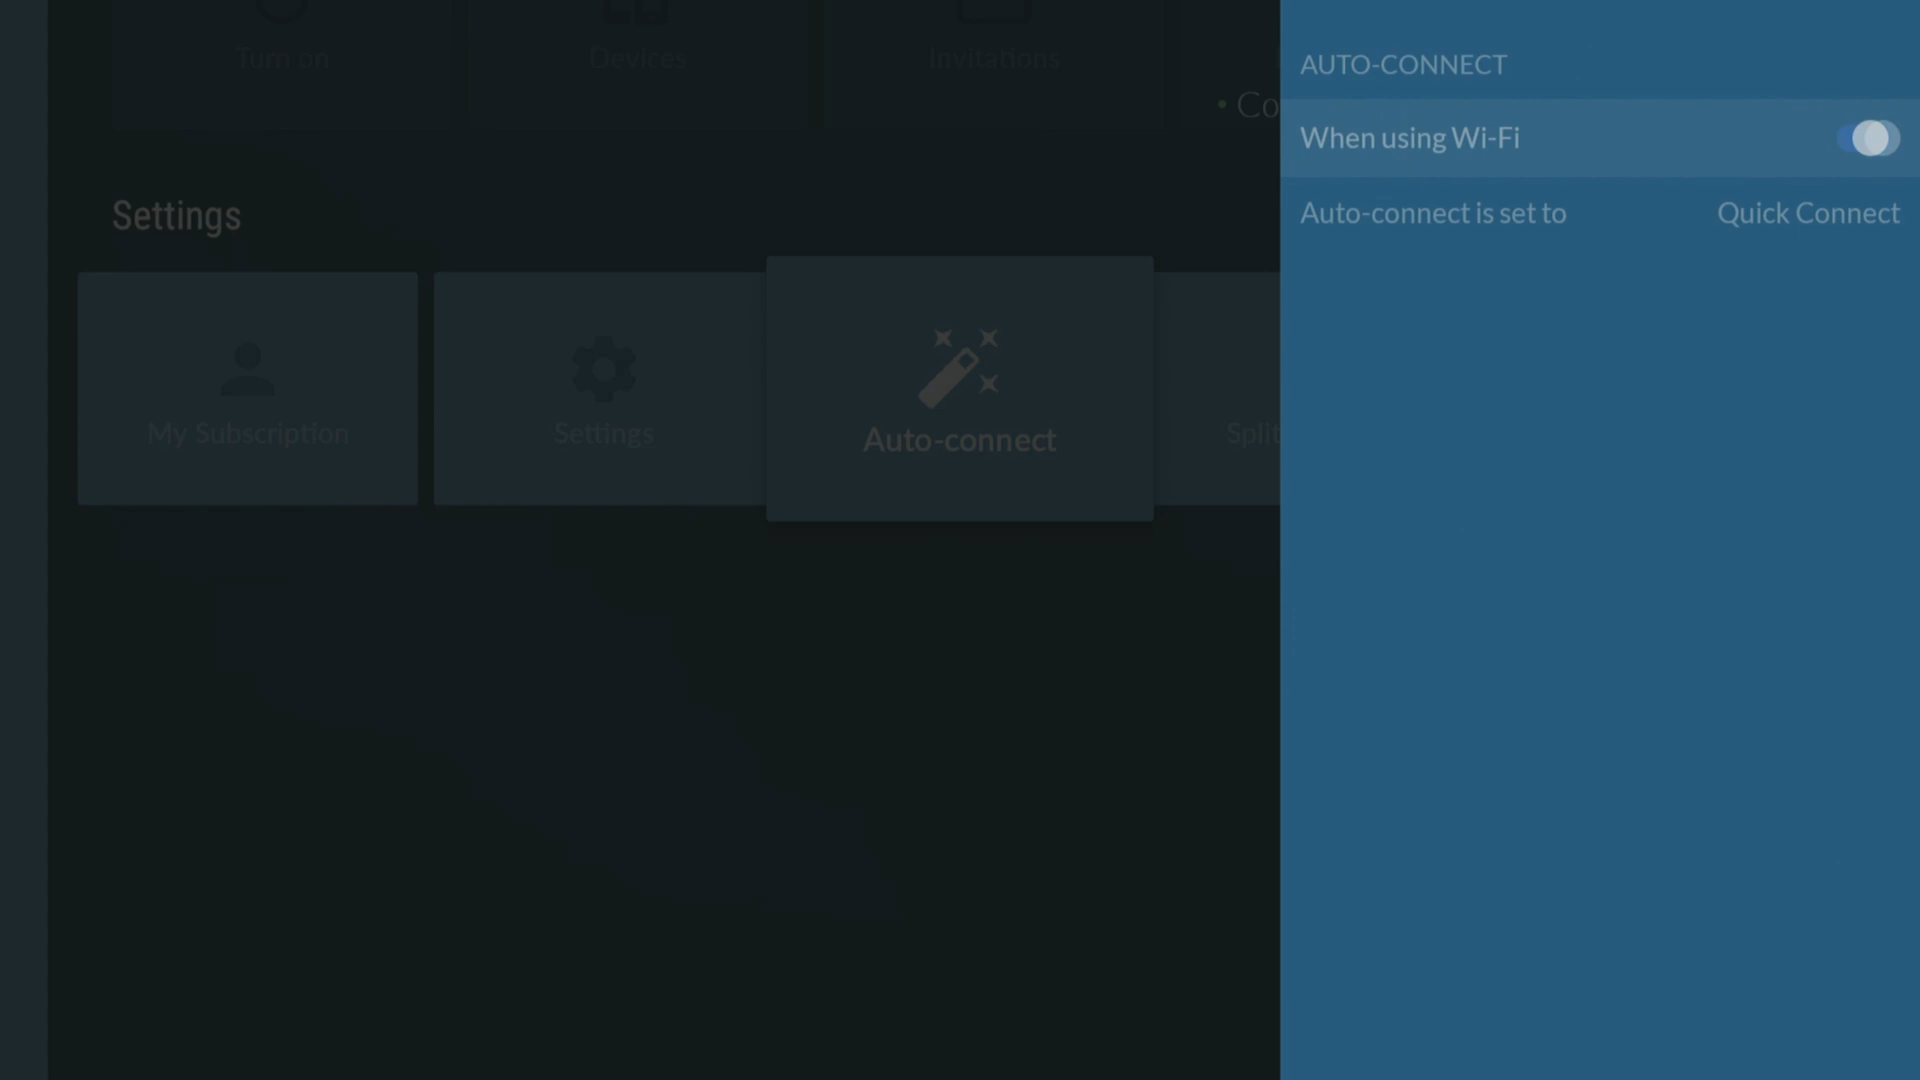 Turn on
Devices
Invitations
Co
Settings
My Subscription
Settings
Auto-connect
Split
AUTO-CONNECT
When using Wi-Fi
Auto-connect is set to
Quick Connect